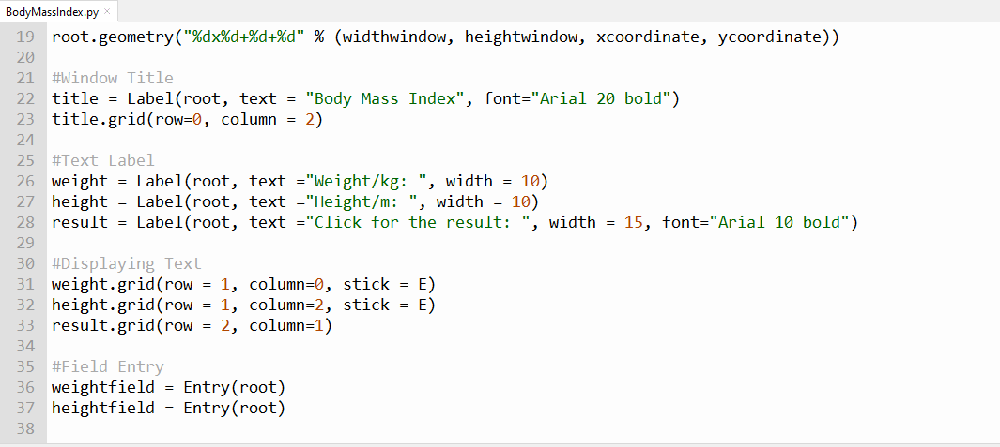 BodyMassIndex.py ×
19 root.geometry("%dx%d+%d+%d" % (widthwindow, heightwindow, xcoordinate, ycoordinate))
20
21 #Window Title
22 title = Label(root, text = "Body Mass Index", font="Arial 20 bold")
23 title.grid(row=0, column = 2)
24
25 #Text Label
26 weight = Label(root, text ="Weight/kg: ", width = 10)
27 height = Label(root, text ="Height/m: ", width = 10)
28 result = Label(root, text ="Click for the result: ", width = 15, font="Arial 10 bold")
29
30 #Displaying Text
31 weight.grid(row = 1, column=0, stick = E)
32 height.grid(row = 1, column=2, stick = E)
33 result.grid(row = 2, column=1)
34
35 #Field Entry
36 weightfield = Entry(root)
37 heightfield = Entry(root)
38